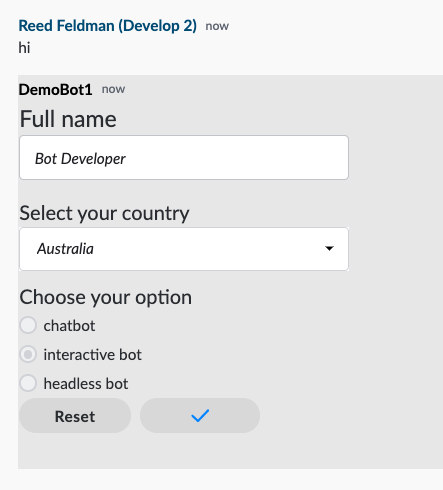 Reed Feldman (Develop 2) now
hi
DemoBot1 now
Full name
Bot Developer
Select your country
Australia
Choose your option
chatbot
interactive bot
headless bot
Reset